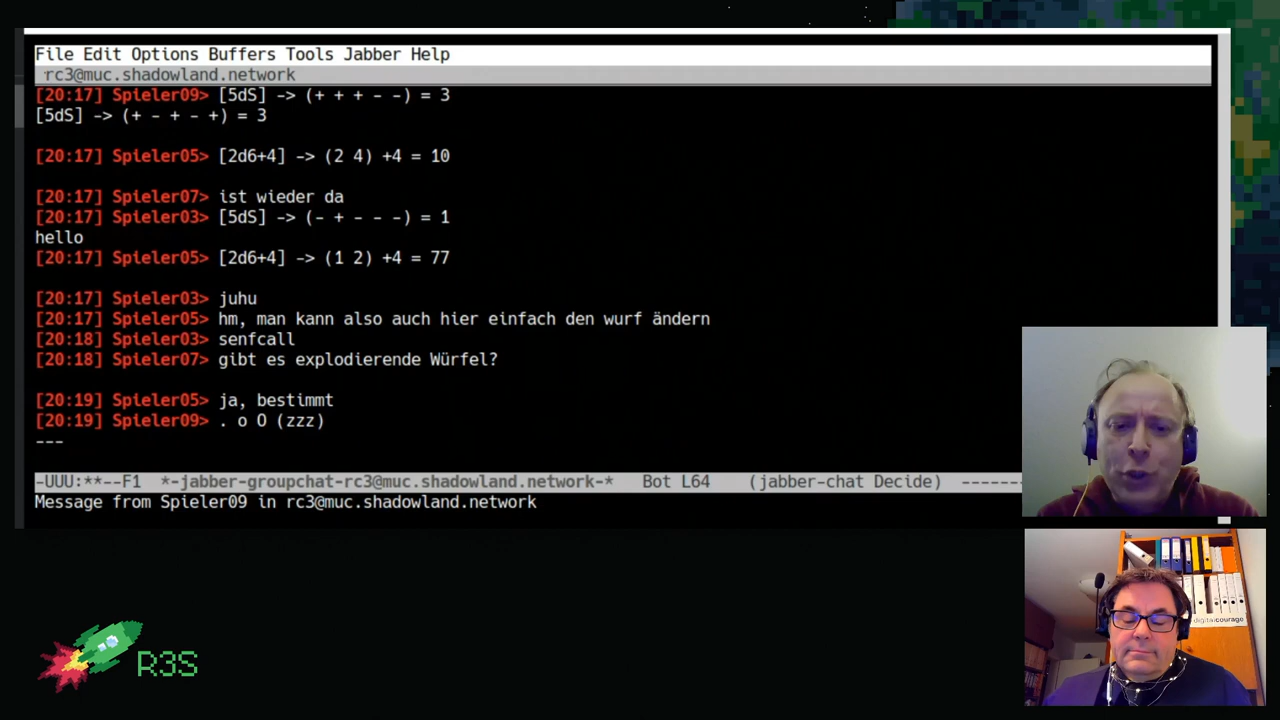 File Edit Options Buffers Tools Jabber Help
rc3@muc.shadowland.network
[20:17] Spieler09> [5dS] -> (+ + + - -) = 3
[5dS] -> (+ - + - +) = 3
[20:17] Spieler05> [2d6+4] -> (2 4) +4 = 10
[20:17] Spieler07> ist wieder da
[20:17] Spieler03> [5dS] -> (- + - - -) = 1
hello
[20:17] Spieler05> [2d6+4] -> (1 2) +4 = 77
[20:17] Spieler03> juhu
[20:17] Spieler05> hm, man kann also auch hier einfach den wurf ändern
[20:18] Spieler03> senfcall
[20:18] Spieler07> gibt es explodierende Würfel?
[20:19] Spieler05> ja, bestimmt
[20:19] Spieler09> . o O (zzz)
---
-UUU:**--F1 *-jabber-groupchat-rc3@muc.shadowland.network-* Bot L64 (jabber-chat Decide) ------
Message from Spieler09 in rc3@muc.shadowland.network
digitalcourage
R3S